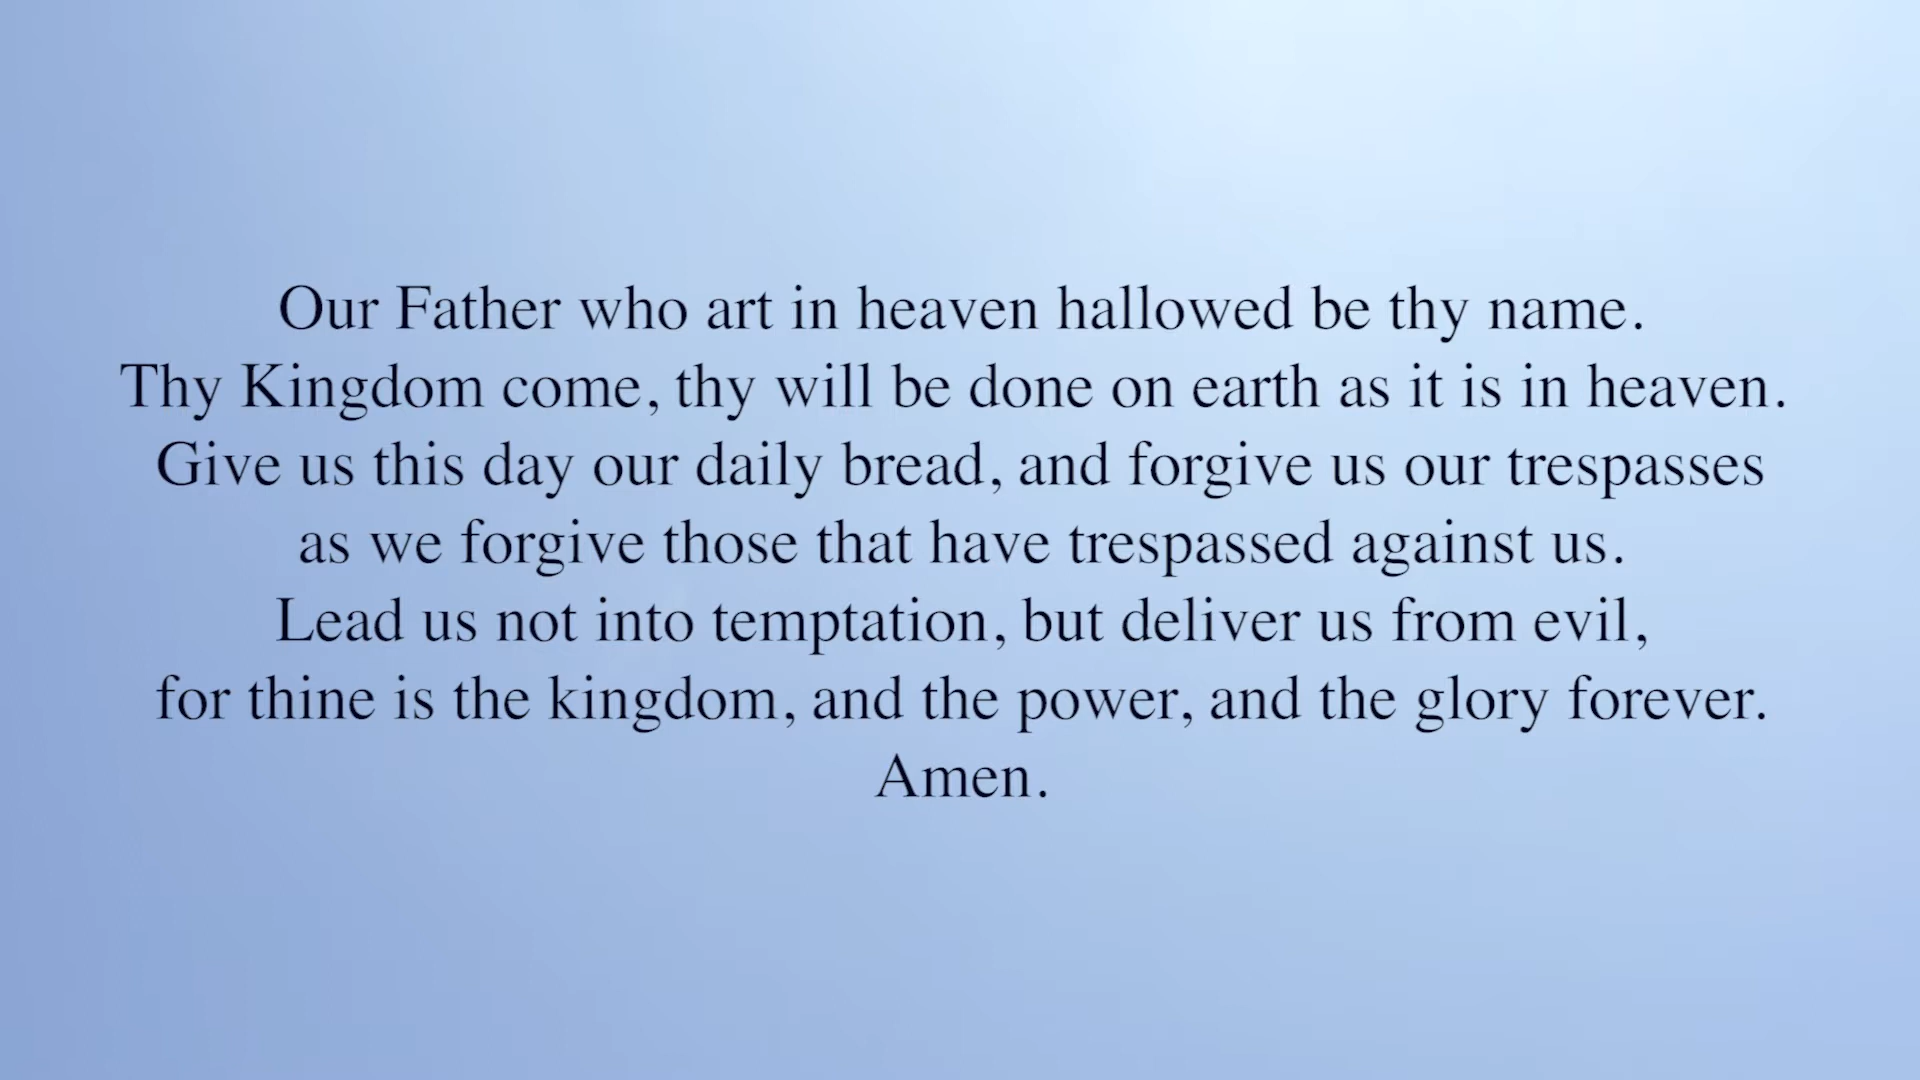 Our Father who art in heaven hallowed be thy name.
Thy Kingdom come, thy will be done on earth as it is in heaven.
Give us this day our daily bread, and forgive us our trespasses
as we forgive those that have trespassed against us.
Lead us not into temptation, but deliver us from evil,
for thine is the kingdom, and the power, and the glory forever.
Amen.